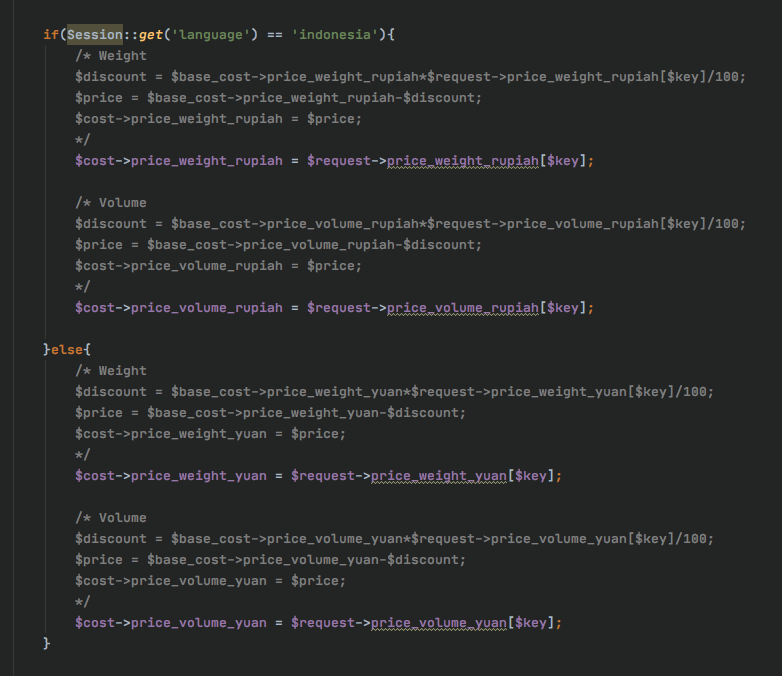 if(Session::get('language') == 'indonesia'){
/* Weight
$discount = $base_cost->price_weight_rupiah*$request->price_weight_rupiah[$key]/100;
$price = $base_cost->price_weight_rupiah-$discount;
$cost->price_weight_rupiah = $price;
*/
$cost->price_weight_rupiah = $request->price_weight_rupiah[$key];
/* Volume
$discount = $base_cost->price_volume_rupiah*$request->price_volume_rupiah[$key]/100;
$price = $base_cost->price_volume_rupiah-$discount;
$cost->price_volume_rupiah = $price;
*/
$cost->price_volume_rupiah = $request->price_volume_rupiah[$key];
}else{
/* Weight
$discount = $base_cost->price_weight_yuan*$request->price_weight_yuan[$key]/100;
$price = $base_cost->price_weight_yuan-$discount;
$cost->price_weight_yuan = $price;
*/
$cost->price_weight_yuan = $request->price_weight_yuan[$key];
/* Volume
$discount = $base_cost->price_volume_yuan*$request->price_volume_yuan[$key]/100;
$price = $base_cost->price_volume_yuan-$discount;
$cost->price_volume_yuan = $price;
*/
$cost->price_volume_yuan = $request->price_volume_yuan[$key];
}